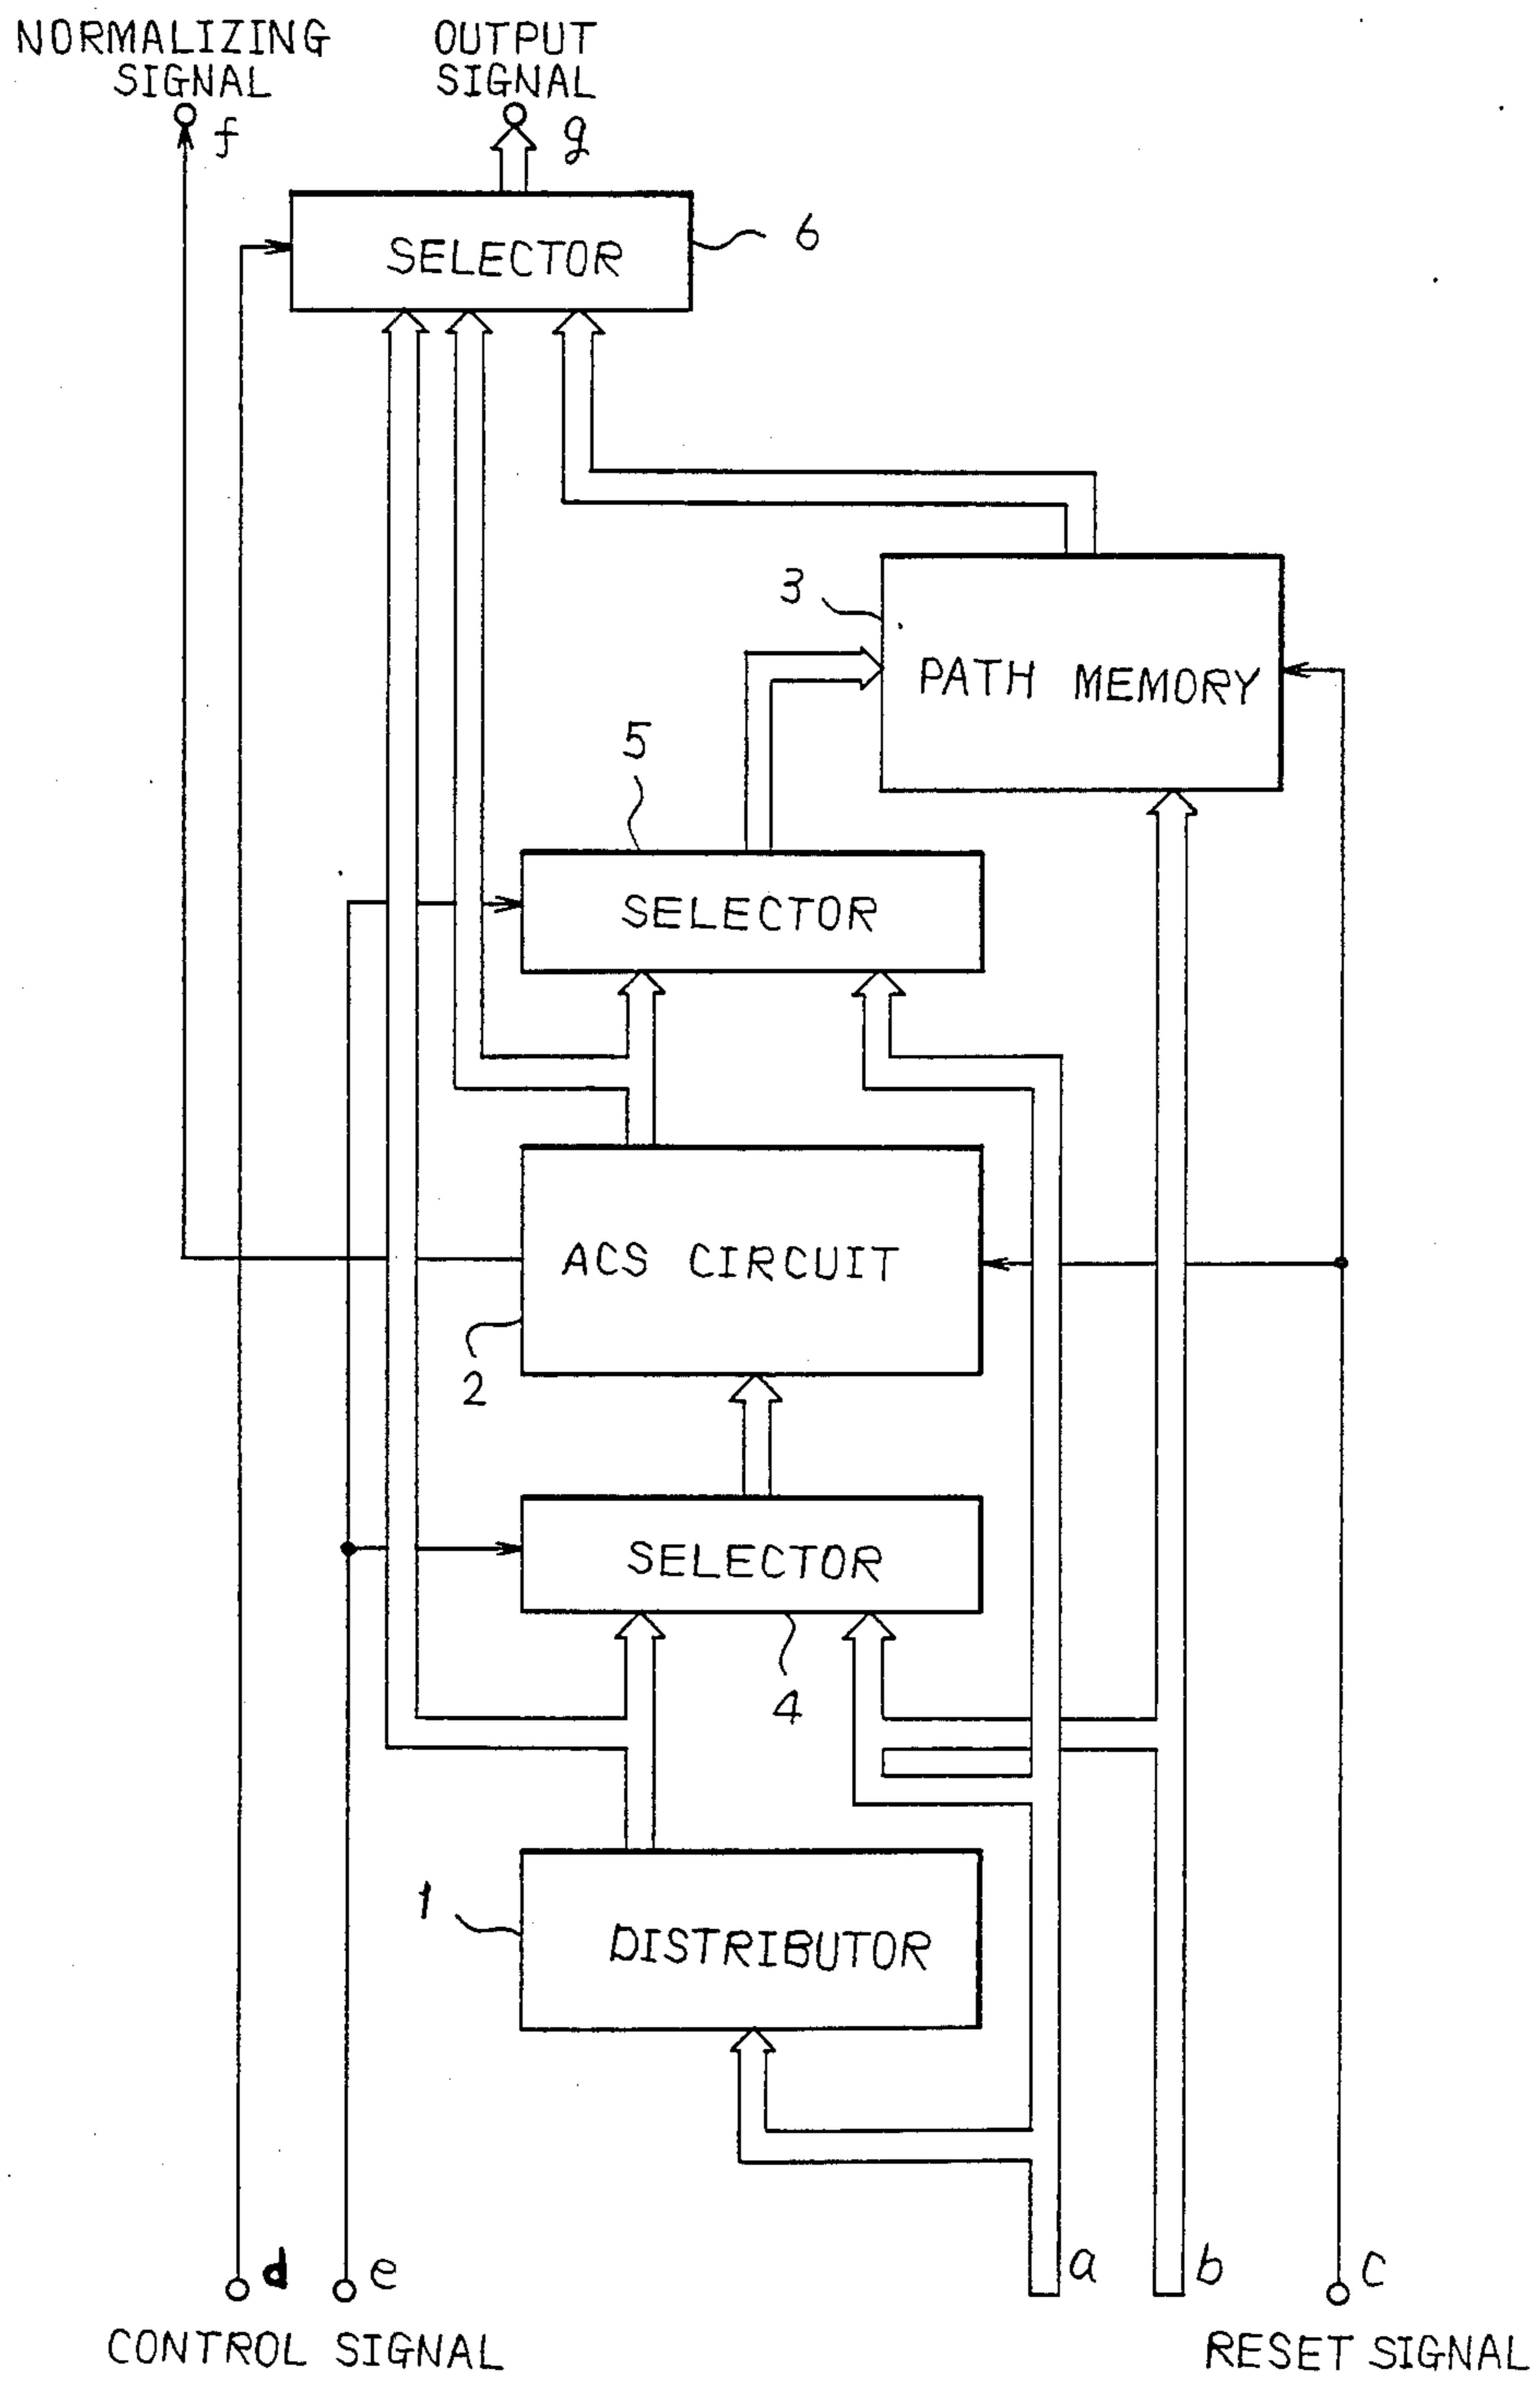 NORMALIZING
SIGNAL
f
OUTPUT
SIGNAL
g
SELECTOR
6
3
PATH MEMORY
5
SELECTOR
ACS CIRCUIT
2
SELECTOR
4
1
DISTRIBUTOR
d
e
a
b
c
CONTROL SIGNAL
RESET SIGNAL